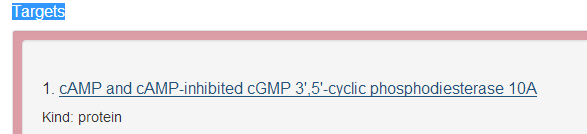 Targets
1. cAMP and cAMP-inhibited cGMP 3',5'-cyclic phosphodiesterase 10A
Kind: protein